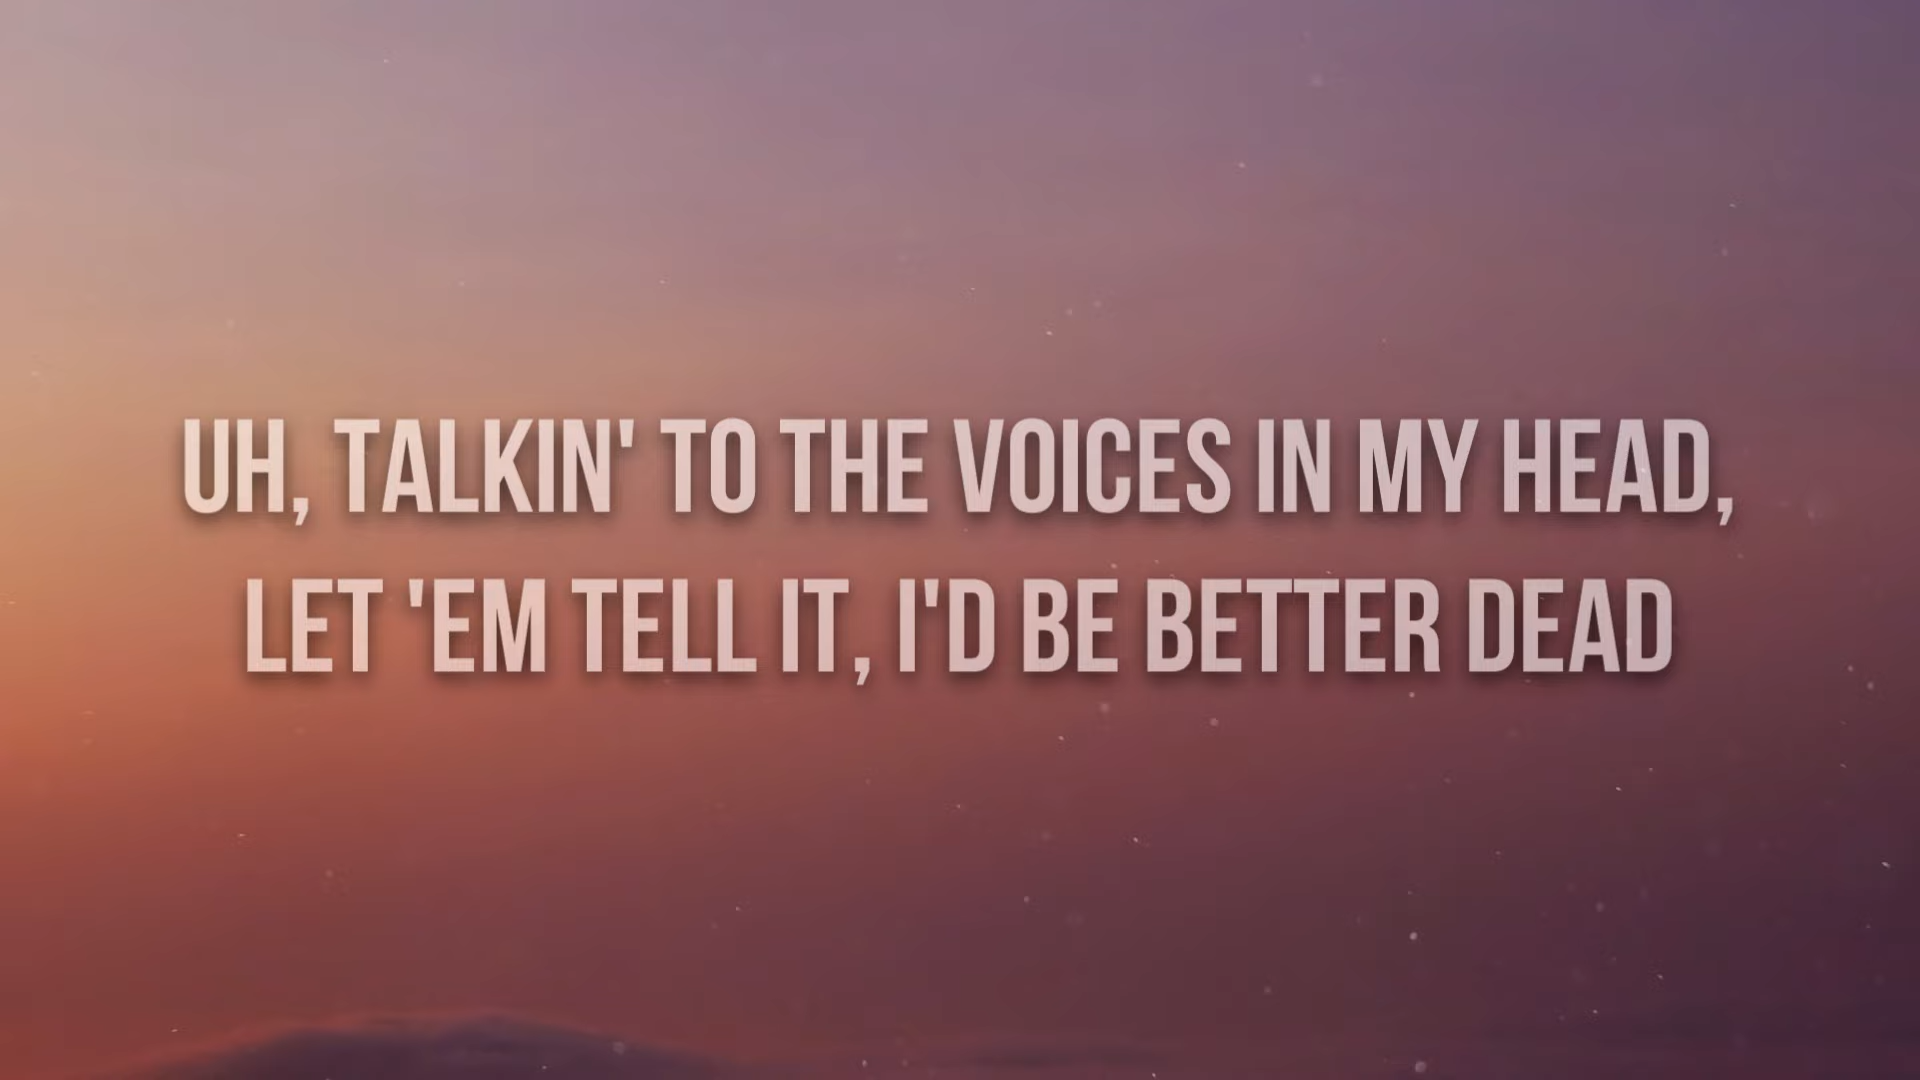 UH, TALKIN' TO THE VOICES IN MY HEAD,
LET 'EM TELL IT, I'D BE BETTER DEAD